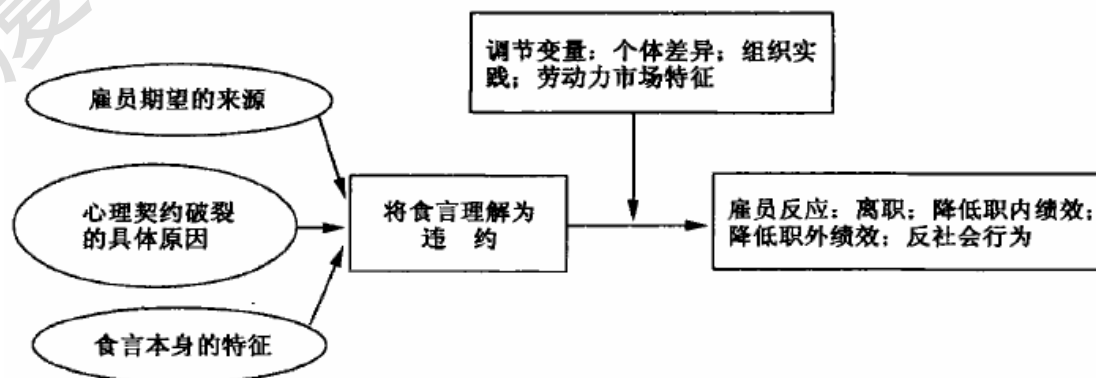 调节变量：个体差异；组织实
践；劳动力市场特征
雇员期望的来源
心理契约破裂
的具体原因
将食言理解为
违 约
雇员反应：离职；降低职内绩效；
降低职外绩效；反社会行为
食言本身的特征